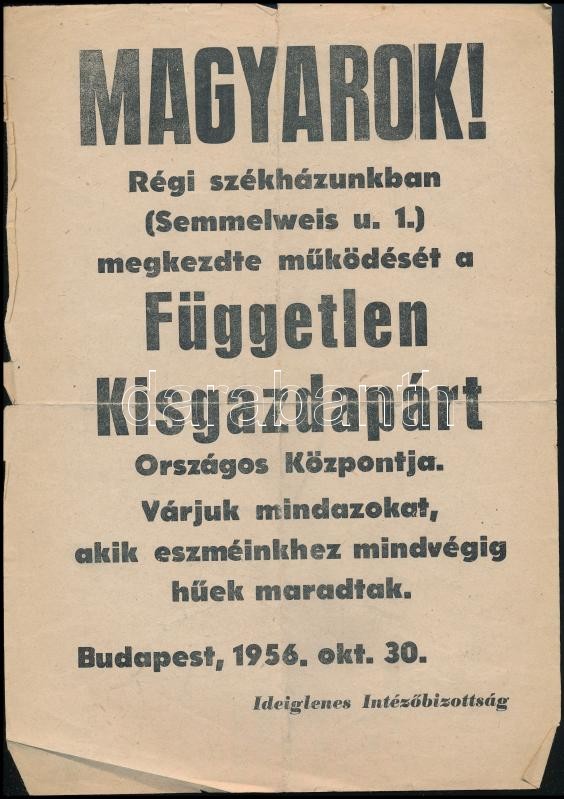 MAGYAROK!
Régi székházunkban
(Semmelweis u. 1.)
megkezdte működését a
Független
Kisgazdapárt
darabanth
Országos Központja.
Várjuk mindazokat,
akik eszméinkhez mindvégig
hűek maradtak.
Budapest, 1956. okt. 30.
Ideiglenes Intézőbizottság